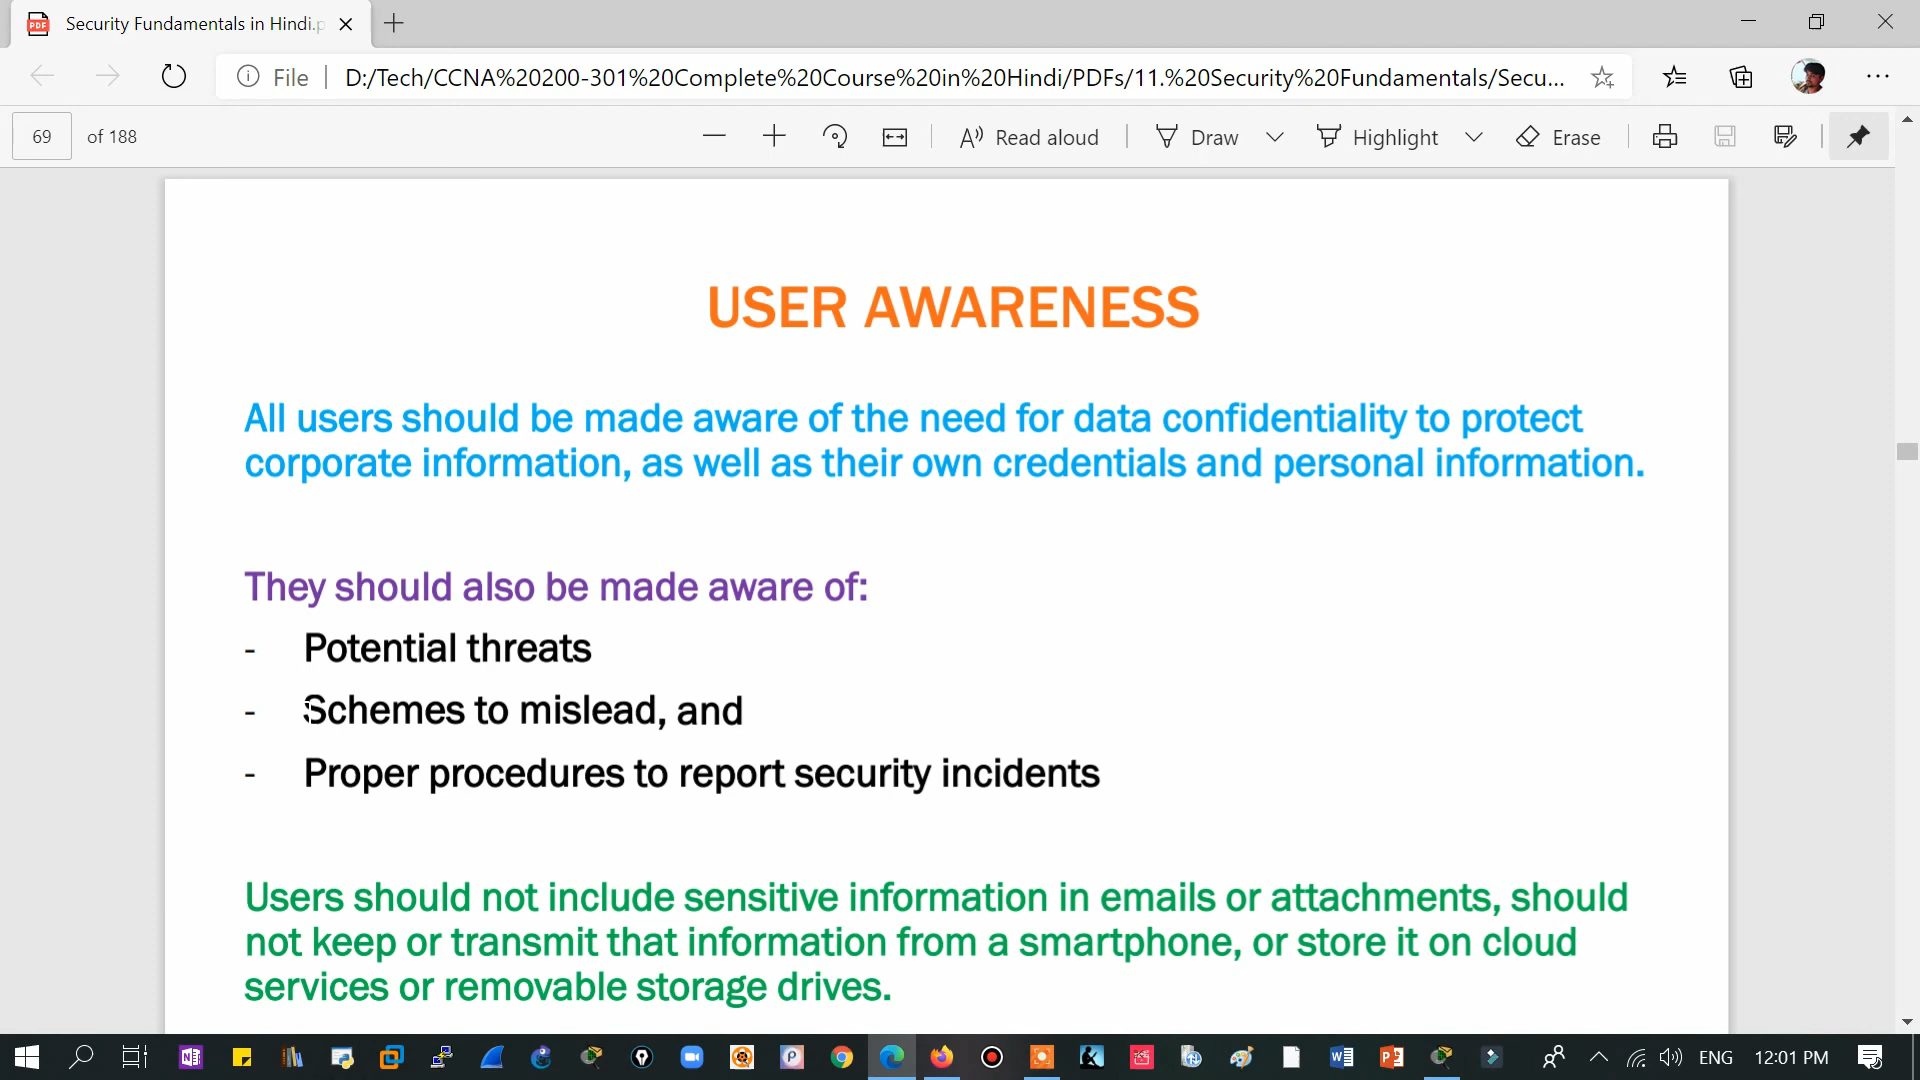 Security Fundamentals in Hindi.p
File
D:/Tech/CCNA%20200-301%20Complete%20Course%20in%20Hindi/PDFs/11.%20Security%20Fundamentals/Secu...
69 of 188
Read aloud
Draw
Highlight
Erase
USER AWARENESS
All users should be made aware of the need for data confidentiality to protect
corporate information, as well as their own credentials and personal information.
They should also be made aware of:
- Potential threats
- Schemes to mislead, and
- Proper procedures to report security incidents
Users should not include sensitive information in emails or attachments, should
not keep or transmit that information from a smartphone, or store it on cloud
services or removable storage drives.
ENG 12:01 PM